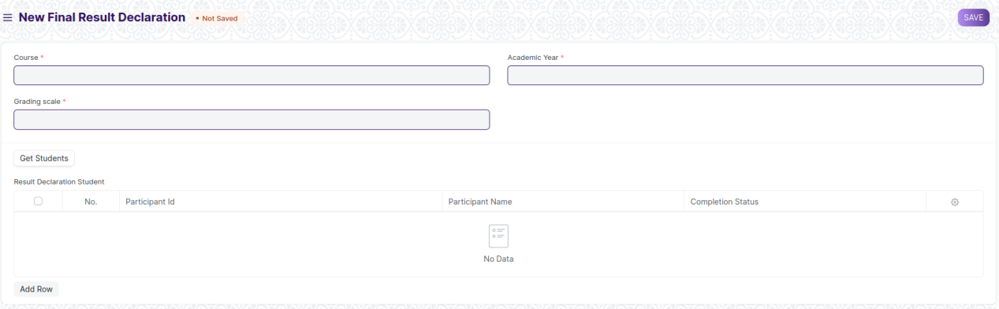 New Final Result Declaration • Not Saved
SAVE
Course *
Academic Year *
Grading scale *
Get Students
Result Declaration Student
No. Participant Id Participant Name Completion Status
No Data
Add Row